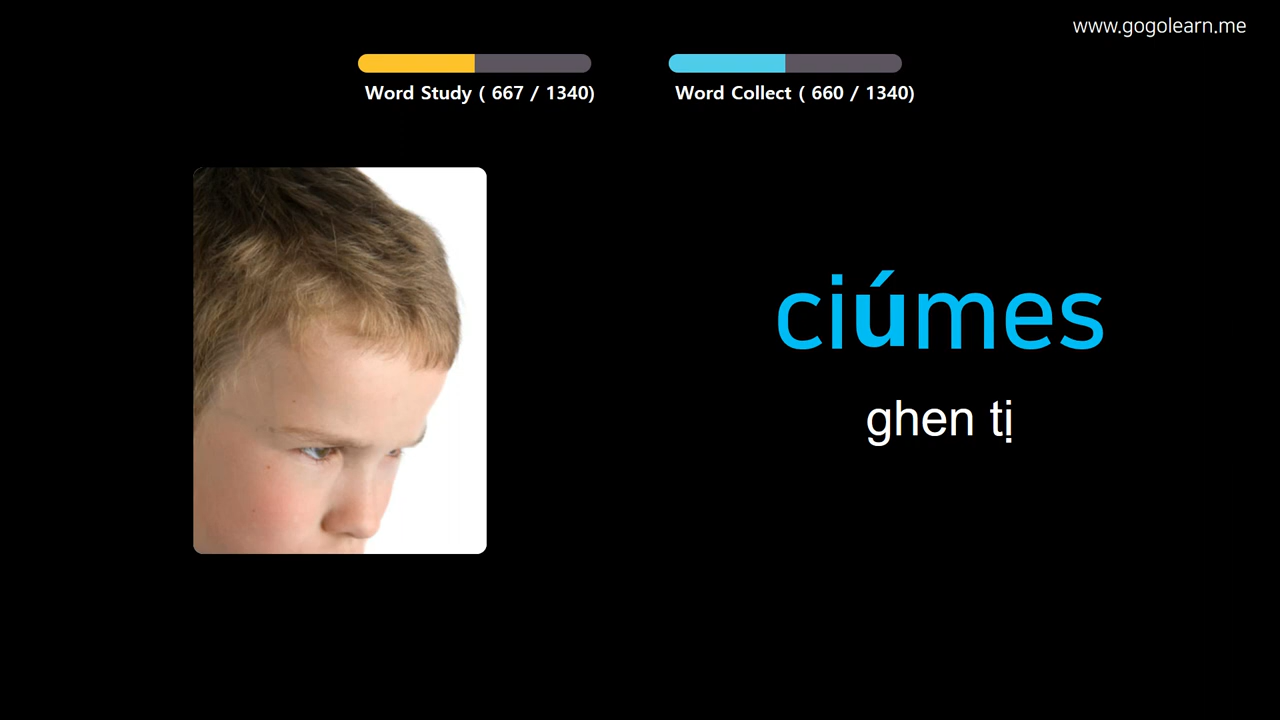 www.gogolearn.me
Word Study ( 667 / 1340)
Word Collect ( 660 / 1340)
ciúmes
ghen tị